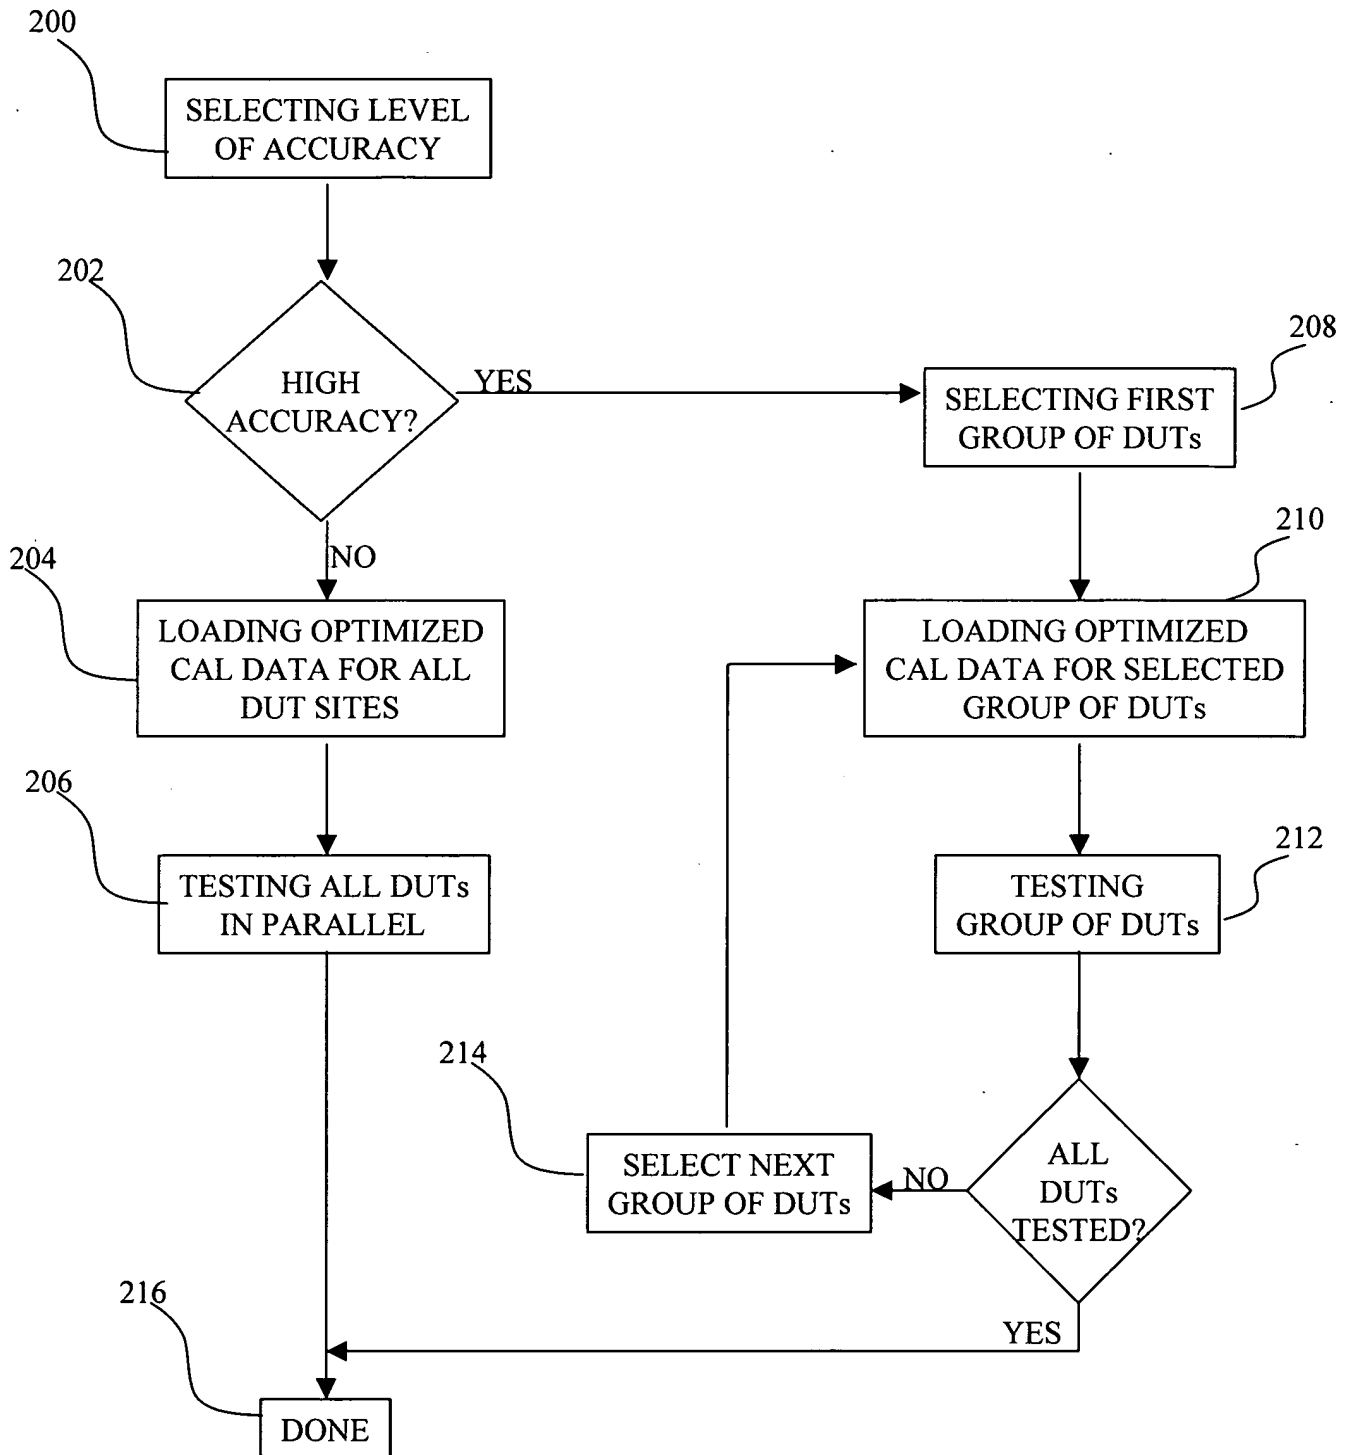 200
SELECTING LEVEL
OF ACCURACY
202
HIGH
ACCURACY?
YES
208
SELECTING FIRST
GROUP OF DUTs
NO
204
LOADING OPTIMIZED
CAL DATA FOR ALL
DUT SITES
210
LOADING OPTIMIZED
CAL DATA FOR SELECTED
GROUP OF DUTs
206
TESTING ALL DUTs
IN PARALLEL
212
TESTING
GROUP OF DUTs
214
SELECT NEXT
GROUP OF DUTs
NO
ALL
DUTs
TESTED?
YES
216
DONE